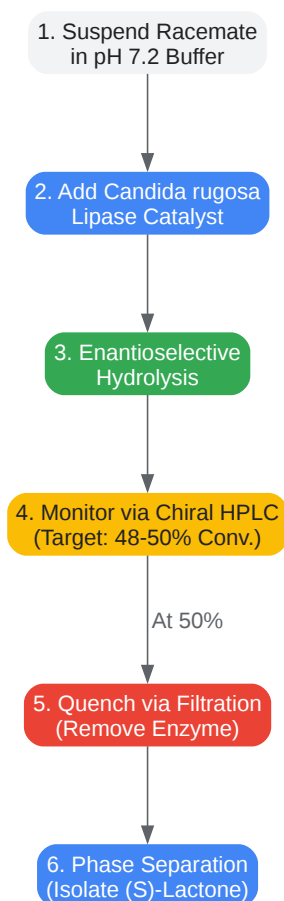 1. Suspend Racemate
in pH 7.2 Buffer
2. Add Candida rugosa
Lipase Catalyst
3. Enantioselective
Hydrolysis
4. Monitor via Chiral HPLC
(Target: 48-50% Conv.)
At 50%
5. Quench via Filtration
(Remove Enzyme)
6. Phase Separation
(Isolate (S)-Lactone)